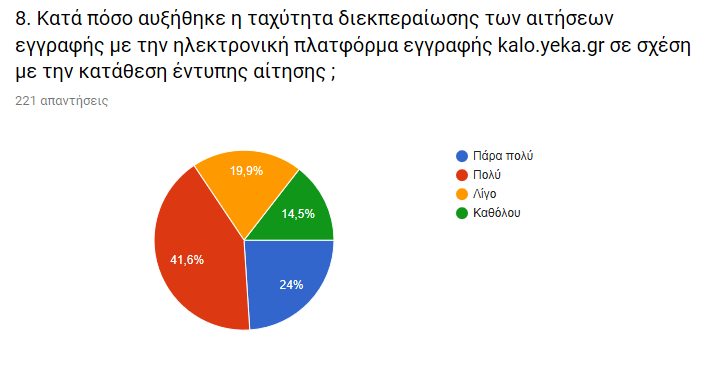 8. Κατά πόσο αυξήθηκε η ταχύτητα διεκπεραίωσης των αιτήσεων
εγγραφής με την ηλεκτρονική πλατφόρμα εγγραφής kalo.yeka.gr σε σχέση
με την κατάθεση έντυπης αίτησης ;
221 απαντήσεις
19,9%
14,5%
41,6%
24%
Πάρα πολύ
Πολύ
Λίγο
Καθόλου